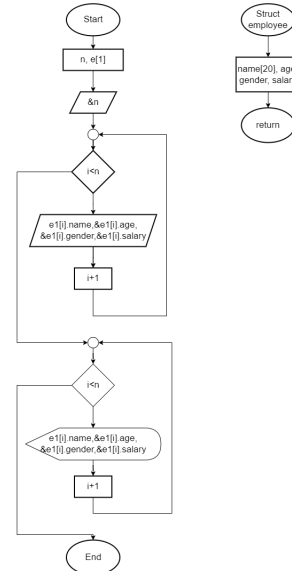 Start
n, e[1]
&n
i<n
e1[i].name,&e1[i].age,
&e1[i].gender,&e1[i].salary
i+1
i<n
e1[i].name,&e1[i].age,
&e1[i].gender,&e1[i].salary
i+1
End
Struct
employee
name[20], age
gender, salar
return